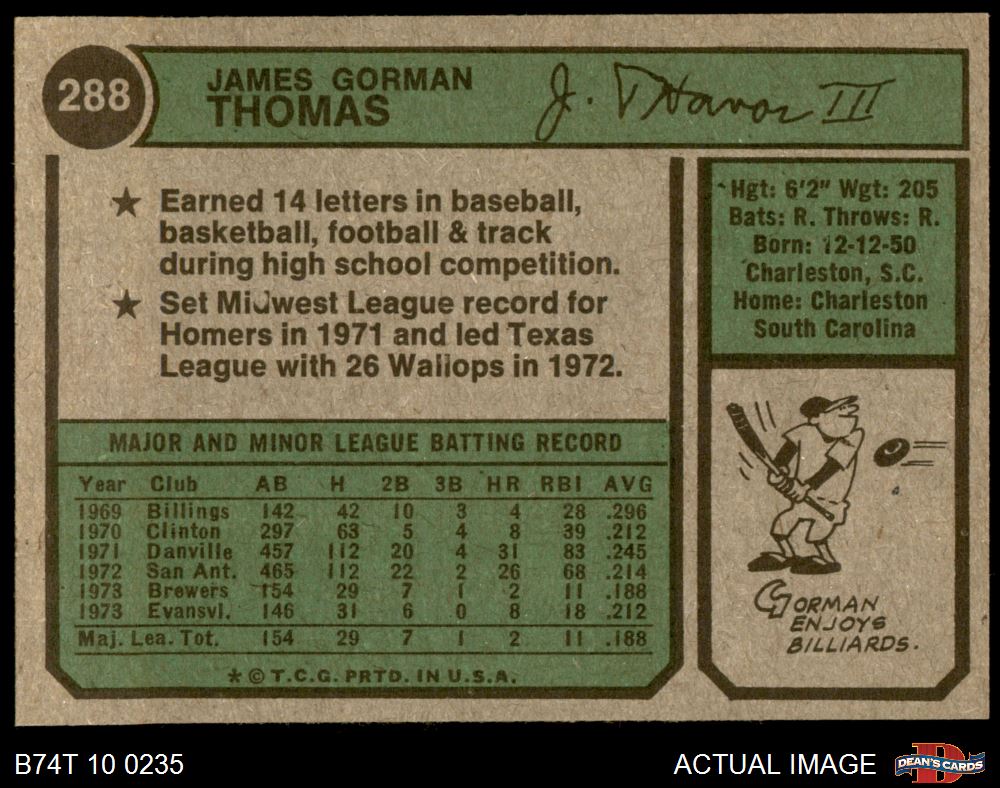 288
JAMES GORMAN
THOMAS
★ Earned 14 letters in baseball,
basketball, football & track
during high school competition.
★ Set Midwest League record for
Homers in 1971 and led Texas
League with 26 Wallops in 1972.
Hgt: 6'2" Wgt: 205
Bats: R. Throws: R.
Born: 12-12-50
Charleston, S.C.
Home: Charleston
South Carolina
MAJOR AND MINOR LEAGUE BATTING RECORD
Year Club AB H 2B 3B HR RBI AVG
1969 Billings 142 42 10 3 4 28 .296
1970 Clinton 297 63 5 4 8 39 .212
1971 Danville 457 112 20 4 31 83 .245
1972 San Ant. 465 112 22 2 26 68 .214
1973 Brewers 154 29 7 1 2 11 .188
1973 Evansvl. 146 31 6 0 8 18 .212
Maj. Lea. Tot. 154 29 7 1 2 11 .188
* © T.C.G. PRTD. IN U.S.A.
GORMAN
ENJOYS
BILLIARDS.
B74T 10 0235
ACTUAL IMAGE
D
DEAN'S CARDS